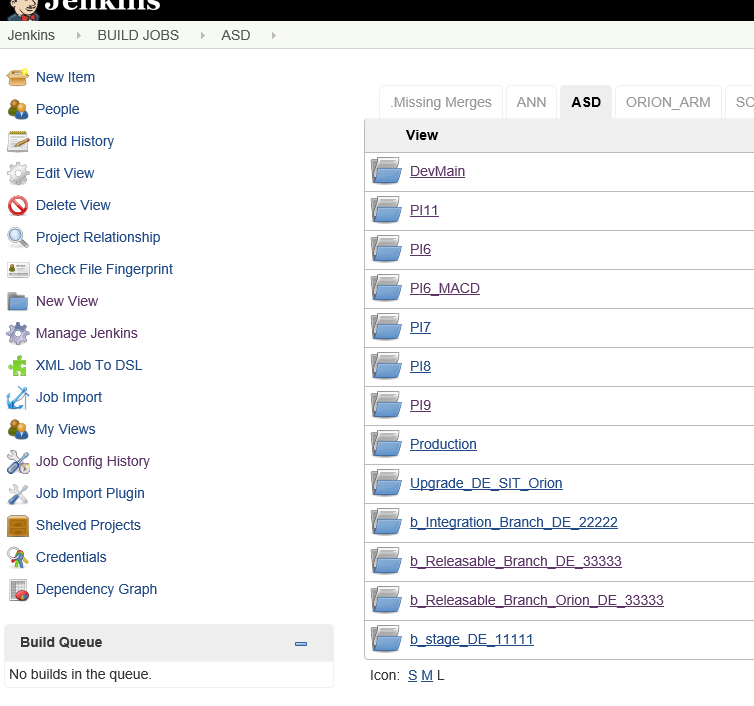 Jenkins
Jenkins BUILD JOBS ASD
New Item
People
Build History
Edit View
Delete View
Project Relationship
Check File Fingerprint
New View
Manage Jenkins
XML Job To DSL
Job Import
My Views
Job Config History
Job Import Plugin
Shelved Projects
Credentials
Dependency Graph
Build Queue
No builds in the queue.
.Missing Merges ANN ASD ORION_ARM SC
View
DevMain
PI11
PI6
PI6_MACD
PI7
PI8
PI9
Production
Upgrade_DE_SIT_Orion
b_Integration_Branch_DE_22222
b_Releasable_Branch_DE_33333
b_Releasable_Branch_Orion_DE_33333
b_stage_DE_11111
Icon: S M L